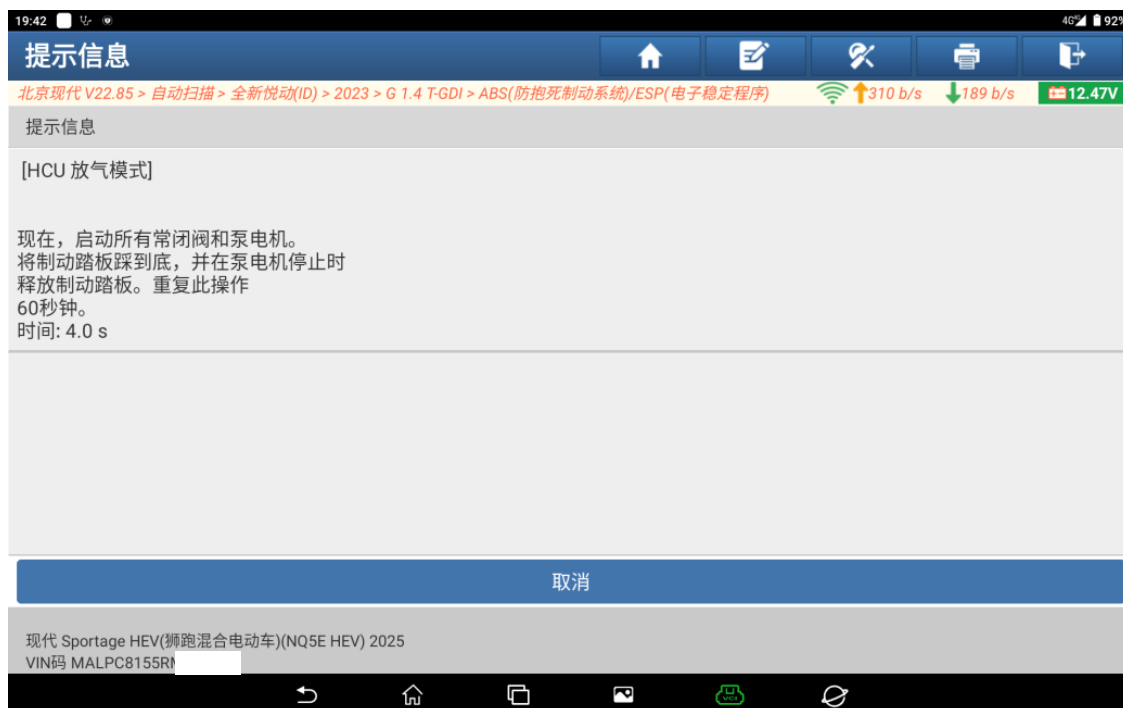 19:42
4G 92%
提示信息
北京现代 V22.85 > 自动扫描 > 全新悦动(ID) > 2023 > G 1.4 T-GDI > ABS(防抱死制动系统)/ESP(电子稳定程序) 310 b/s 189 b/s 12.47V
提示信息
[HCU 放气模式]
现在，启动所有常闭阀和泵电机。
将制动踏板踩到底，并在泵电机停止时
释放制动踏板。重复此操作
60秒钟。
时间: 4.0 s
取消
现代 Sportage HEV(狮跑混合电动车)(NQ5E HEV) 2025
VIN码 MALPC8155R
VCI